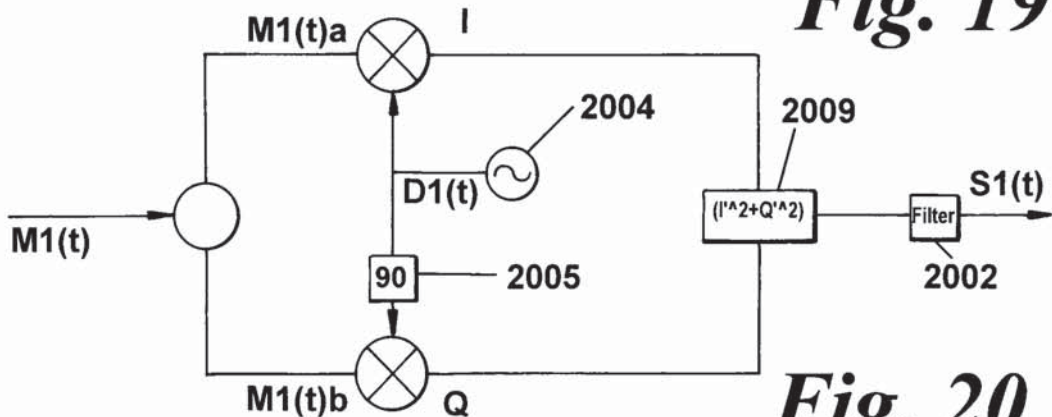 Fig. 19
M1(t)a
I
2004
2009
D1(t)
(I'^2+Q'^2)
S1(t)
Filter
M1(t)
90
2005
2002
M1(t)b
Q
Fig. 20